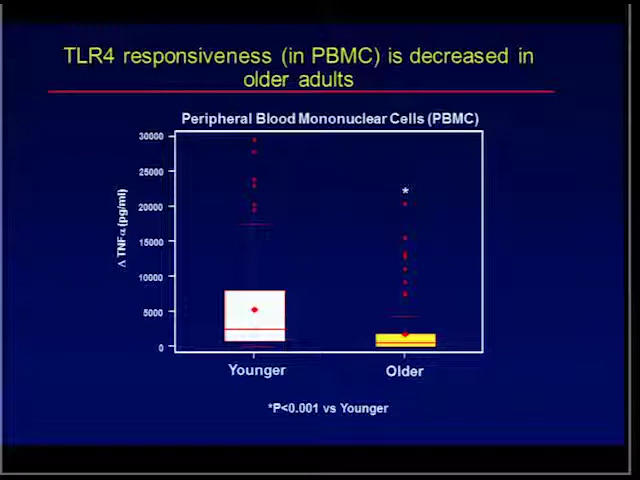 TLR4 responsiveness (in PBMC) is decreased in
older adults
Peripheral Blood Mononuclear Cells (PBMC)
30000
25000
20000
15000
10000
5000
0
Δ TNFα (pg/ml)
*
Younger
Older
*P<0.001 vs Younger